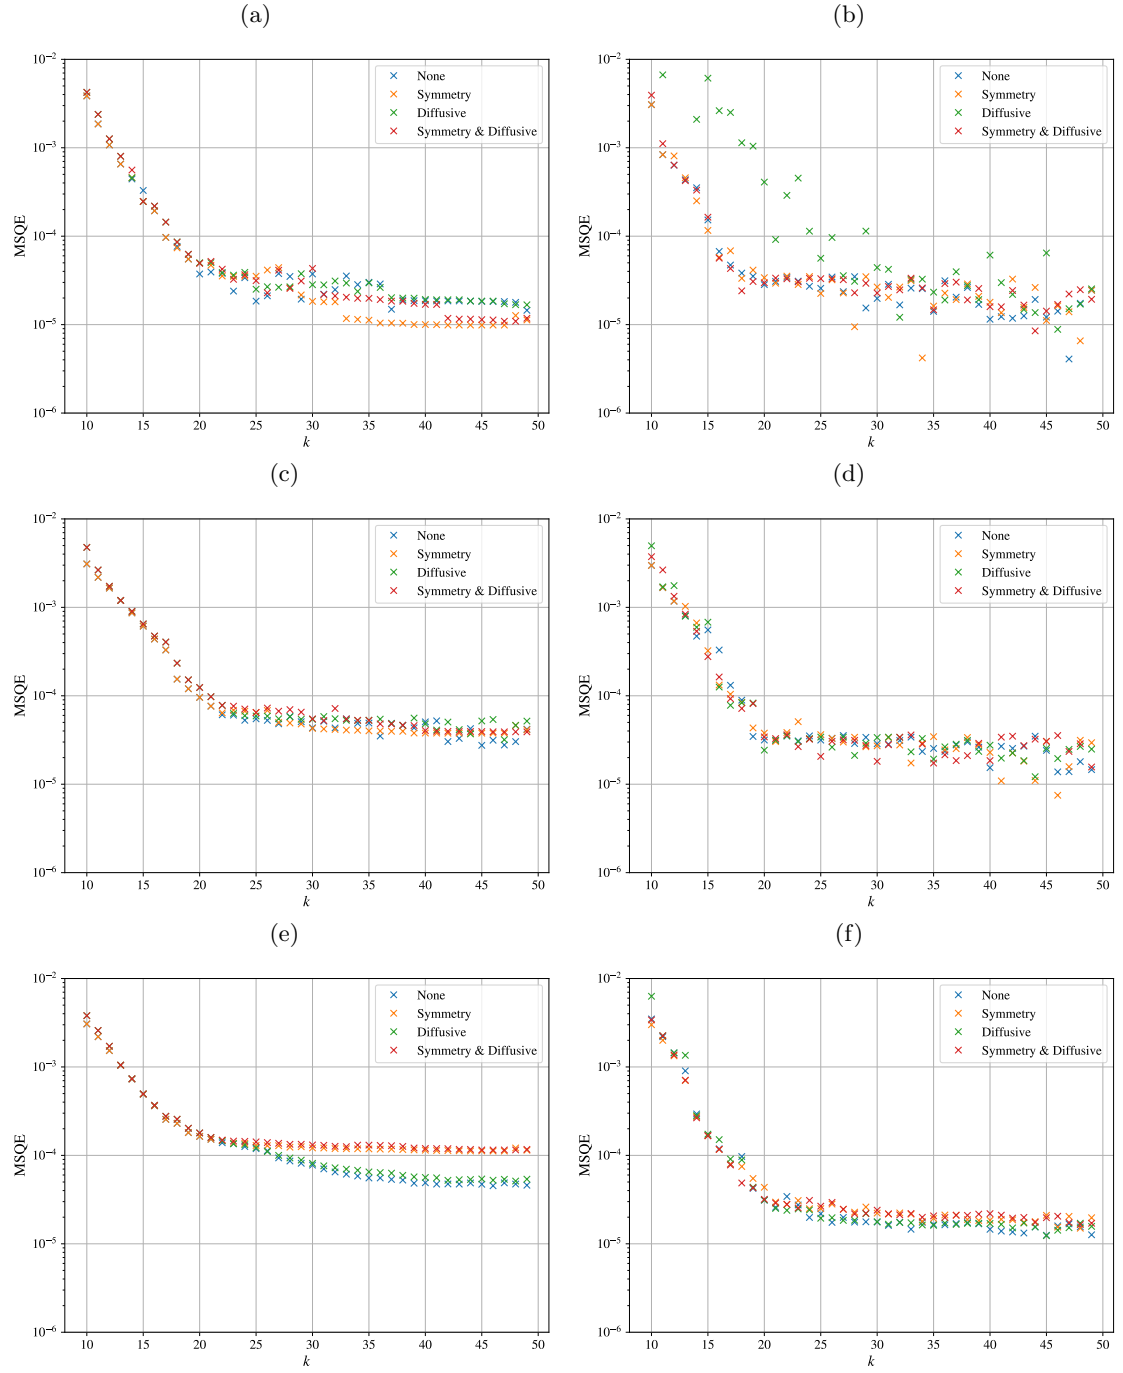 (a)
10⁻²
10⁻³
10⁻⁴
10⁻⁵
10⁻⁶
MSQE
None
Symmetry
Diffusive
Symmetry & Diffusive
10 15 20 25 30 35 40 45 50
k
(b)
10⁻²
10⁻³
10⁻⁴
10⁻⁵
10⁻⁶
MSQE
None
Symmetry
Diffusive
Symmetry & Diffusive
10 15 20 25 30 35 40 45 50
k
(c)
10⁻²
10⁻³
10⁻⁴
10⁻⁵
10⁻⁶
MSQE
None
Symmetry
Diffusive
Symmetry & Diffusive
10 15 20 25 30 35 40 45 50
k
(d)
10⁻²
10⁻³
10⁻⁴
10⁻⁵
10⁻⁶
MSQE
None
Symmetry
Diffusive
Symmetry & Diffusive
10 15 20 25 30 35 40 45 50
k
(e)
10⁻²
10⁻³
10⁻⁴
10⁻⁵
10⁻⁶
MSQE
None
Symmetry
Diffusive
Symmetry & Diffusive
10 15 20 25 30 35 40 45 50
k
(f)
10⁻²
10⁻³
10⁻⁴
10⁻⁵
10⁻⁶
MSQE
None
Symmetry
Diffusive
Symmetry & Diffusive
10 15 20 25 30 35 40 45 50
k